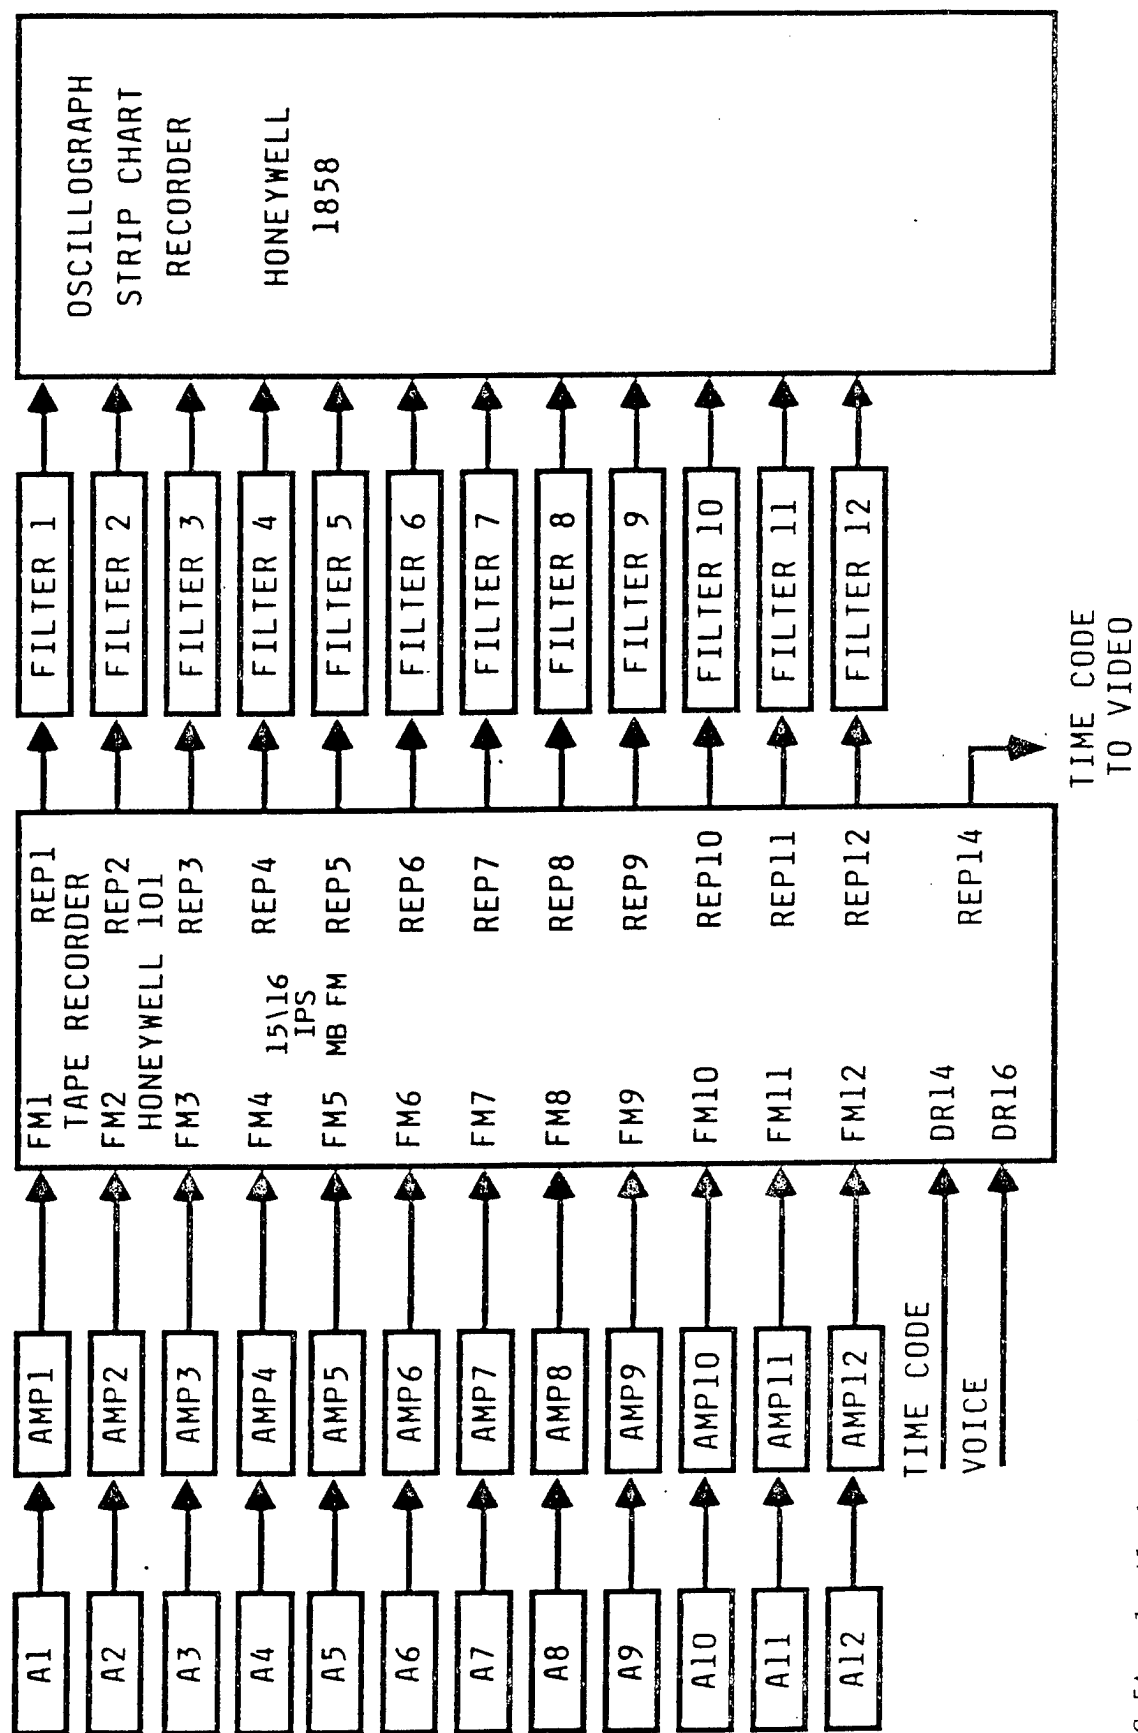 A1
AMP1
FM1
REP1
FILTER 1
A2
AMP2
FM2
REP2
FILTER 2
A3
AMP3
FM3
REP3
FILTER 3
A4
AMP4
FM4
REP4
FILTER 4
A5
AMP5
FM5
REP5
FILTER 5
A6
AMP6
FM6
REP6
FILTER 6
A7
AMP7
FM7
REP7
FILTER 7
A8
AMP8
FM8
REP8
FILTER 8
A9
AMP9
FM9
REP9
FILTER 9
A10
AMP10
FM10
REP10
FILTER 10
A11
AMP11
FM11
REP11
FILTER 11
A12
AMP12
FM12
REP12
FILTER 12
TAPE RECORDER
HONEYWELL 101
15\16
IPS
MB FM
TIME CODE
DR14
REP14
VOICE
DR16
TIME CODE
TO VIDEO
OSCILLOGRAPH
STRIP CHART
RECORDER
HONEYWELL
1858